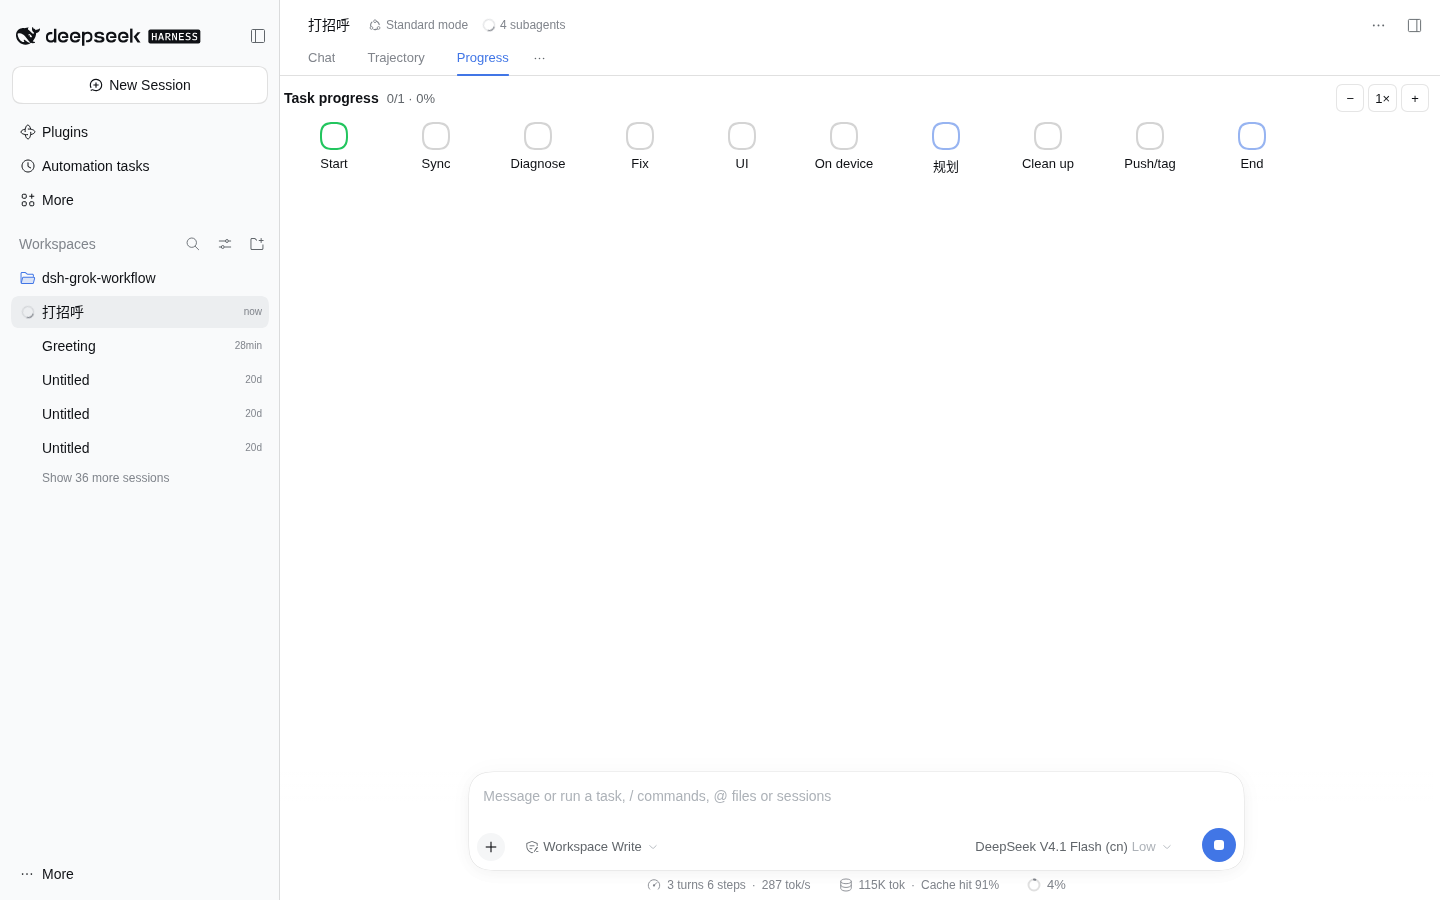 deepseek HARNESS
New Session
Plugins
Automation tasks
More
Workspaces
dsh-grok-workflow
打招呼 now
Greeting 28min
Untitled 20d
Untitled 20d
Untitled 20d
Show 36 more sessions
More
打招呼 Standard mode 4 subagents
Chat Trajectory Progress
Task progress 0/1 · 0%
− 1× +
Start Sync Diagnose Fix UI On device 规划 Clean up Push/tag End
Message or run a task, / commands, @ files or sessions
Workspace Write DeepSeek V4.1 Flash (cn) Low
3 turns 6 steps · 287 tok/s 115K tok · Cache hit 91% 4%